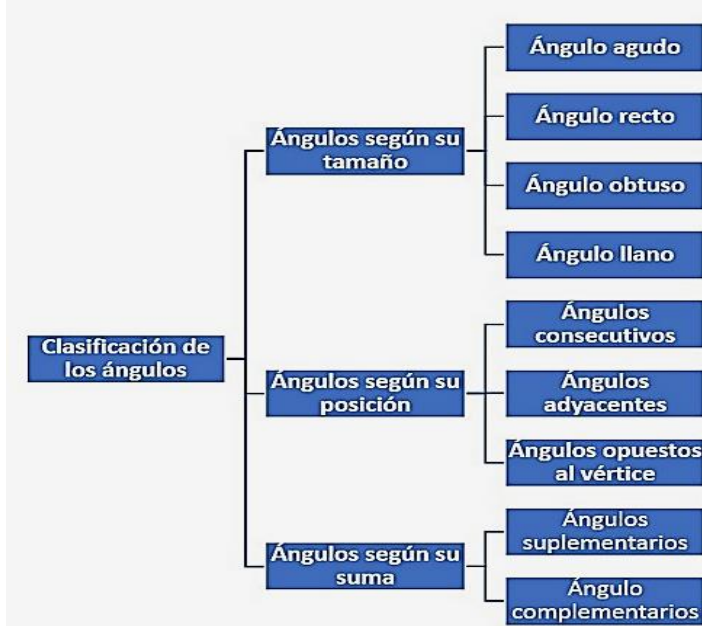 Clasificación de
los ángulos
Ángulos según su
tamaño
Ángulo agudo
Ángulo recto
Ángulo obtuso
Ángulo llano
Ángulos según su
posición
Ángulos
consecutivos
Ángulos
adyacentes
Ángulos opuestos
al vértice
Ángulos según su
suma
Ángulos
suplementarios
Ángulo
complementarios